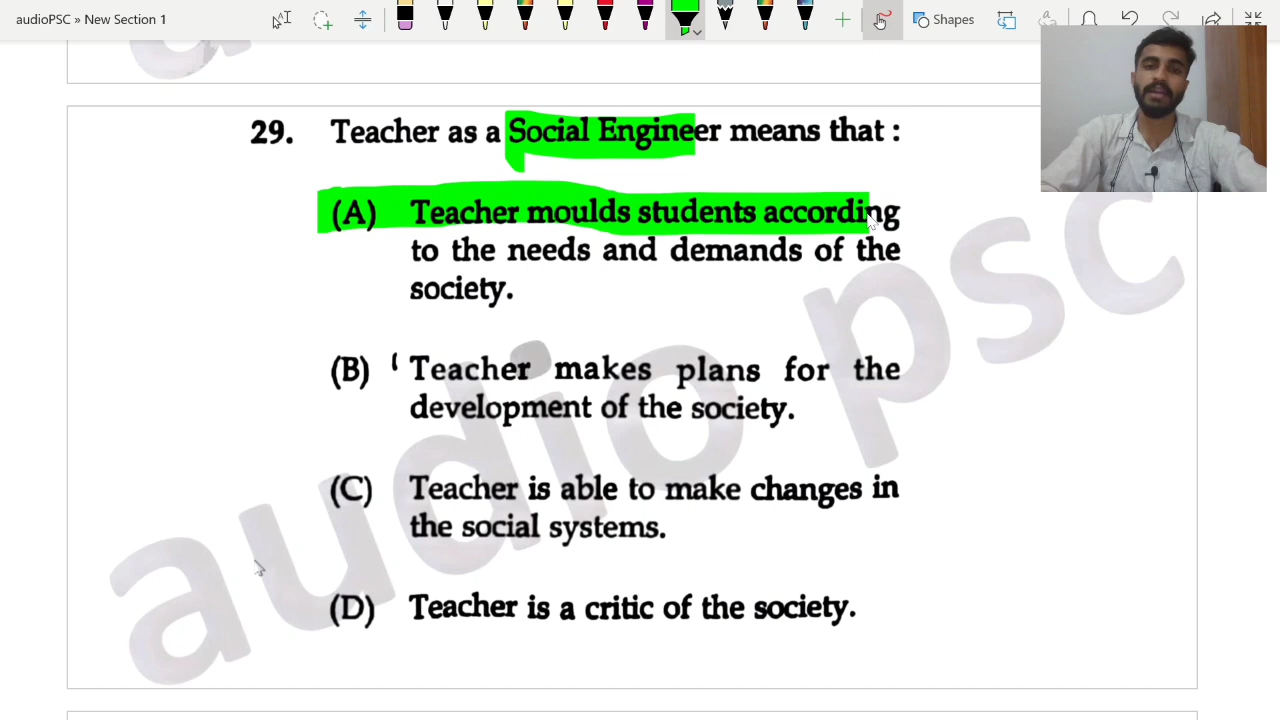 audioPSC » New Section 1
Shapes
29. Teacher as a Social Engineer means that :
(A) Teacher moulds students according
to the needs and demands of the
society.
(B) Teacher makes plans for the
development of the society.
(C) Teacher is able to make changes in
the social systems.
(D) Teacher is a critic of the society.
audio psc